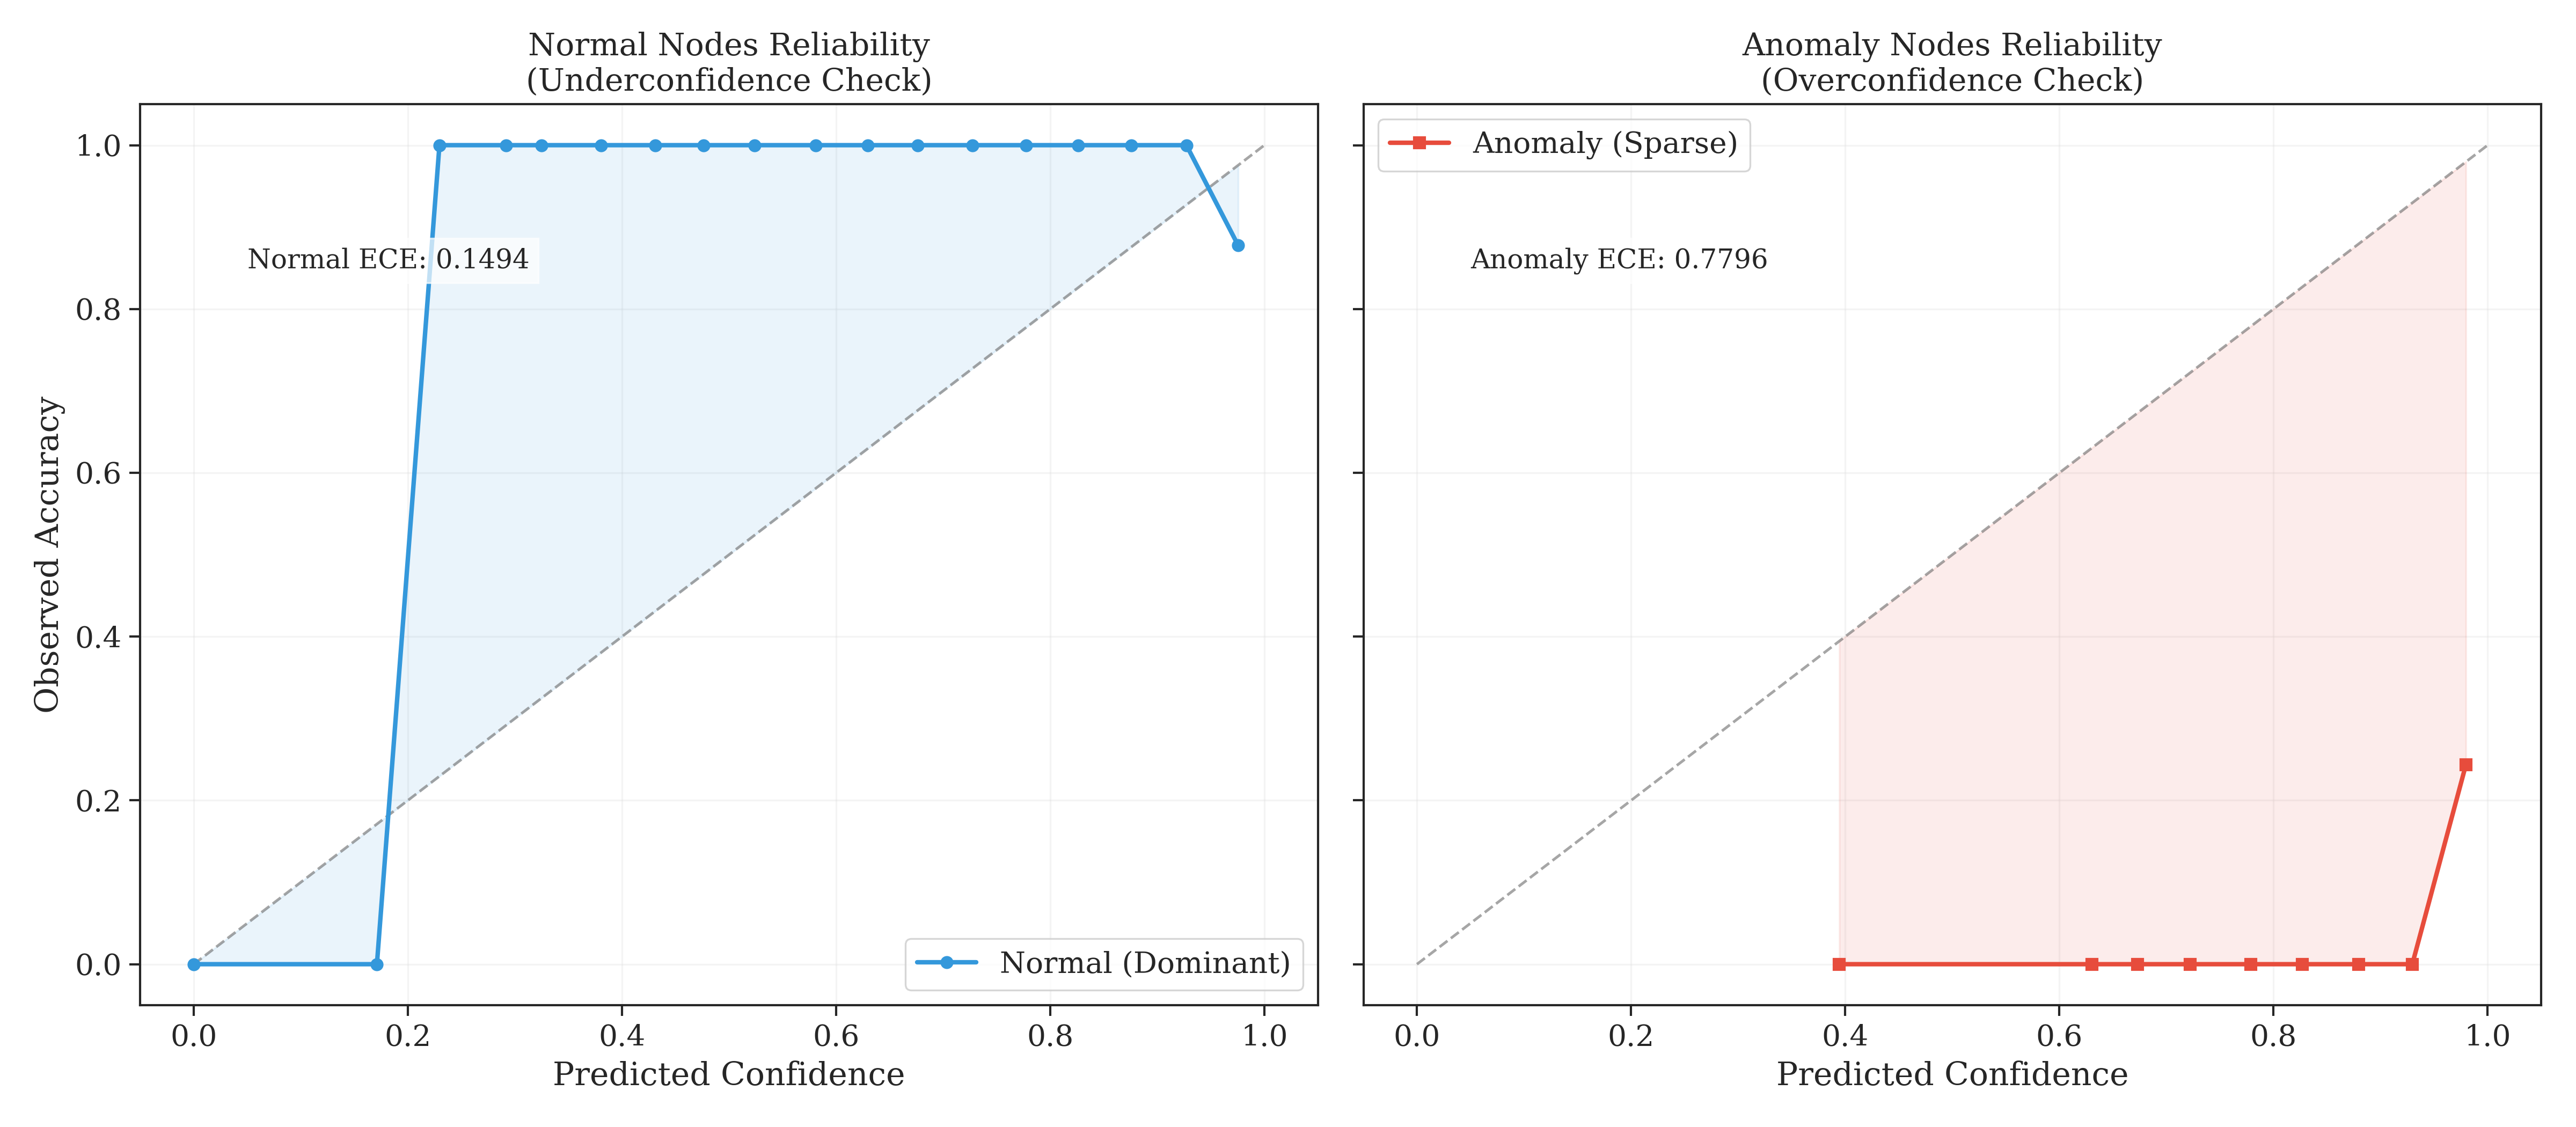 Normal Nodes Reliability
(Underconfidence Check)
Observed Accuracy
1.0
0.8
0.6
0.4
0.2
0.0
Normal ECE: 0.1494
Normal (Dominant)
0.0 0.2 0.4 0.6 0.8 1.0
Predicted Confidence
Anomaly Nodes Reliability
(Overconfidence Check)
Anomaly (Sparse)
Anomaly ECE: 0.7796
0.0 0.2 0.4 0.6 0.8 1.0
Predicted Confidence